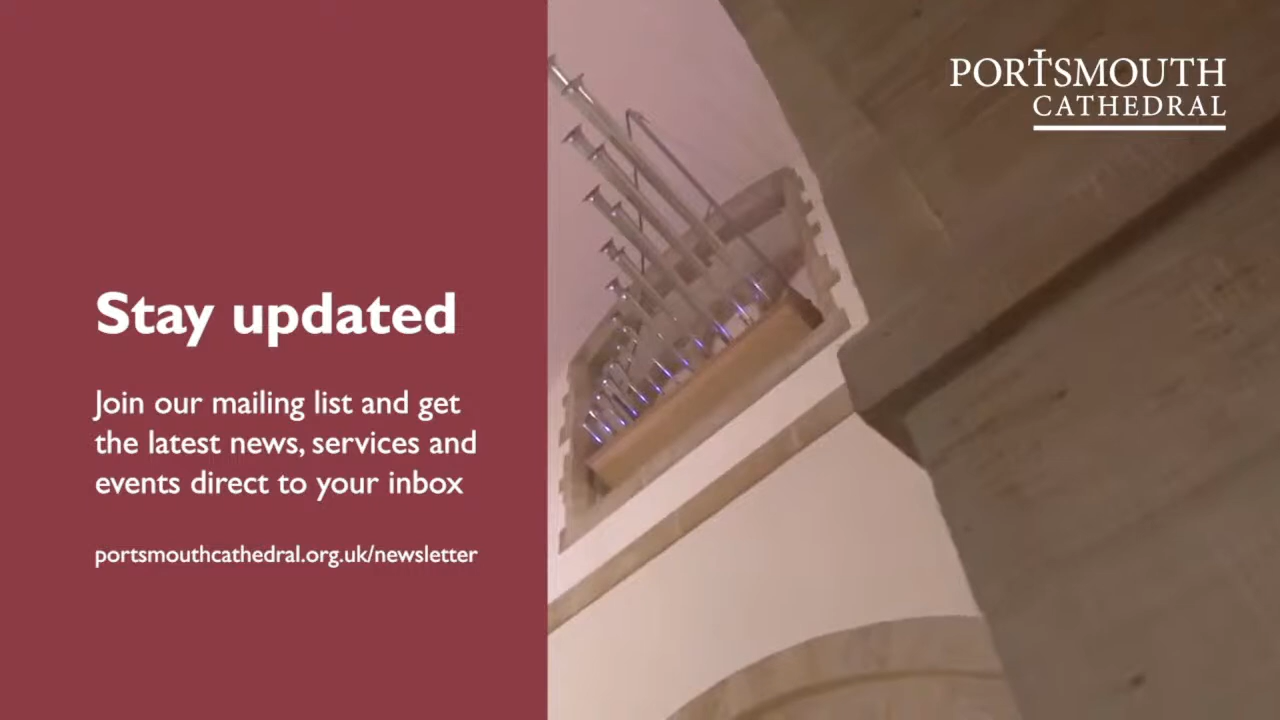 PORTSMOUTH
CATHEDRAL
Stay updated
Join our mailing list and get
the latest news, services and
events direct to your inbox
portsmouthcathedral.org.uk/newsletter